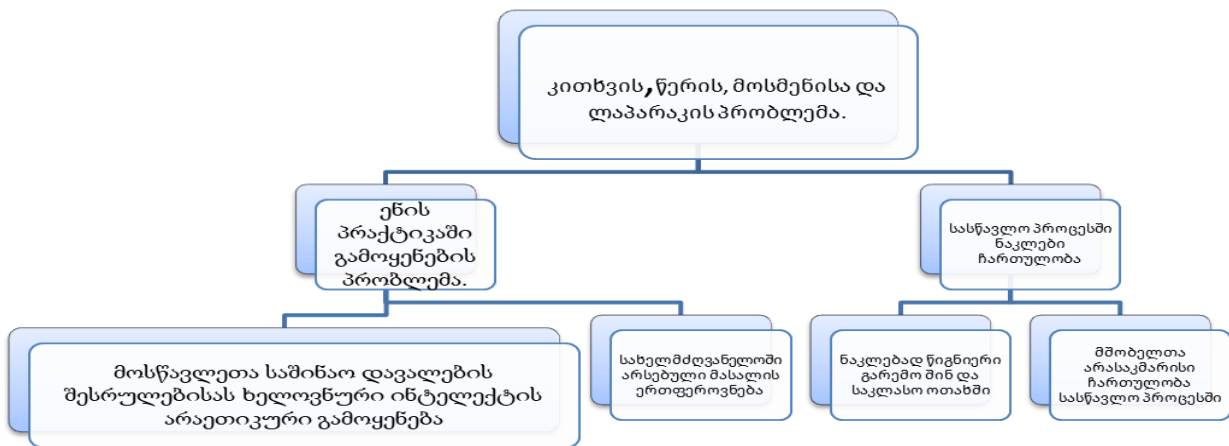 კითხვის, წერის, მოსმენისა და
ლაპარაკის პრობლემა.
ენის
პრაქტიკაში
გამოყენების
პრობლემა.
სასწავლო პროცესში
ნაკლები
ჩართულობა
მოსწავლეთა საშინაო დავალების
შესრულებისას ხელოვნური ინტელექტის
არაეთიკური გამოყენება
სახელმძღვანელოში
არსებული მასალის
ერთფეროვნება
ნაკლებად წიგნიერი
გარემო შინ და
საკლასო ოთახში
მშობელთა
არასაკმარისი
ჩართულობა
სასწავლო პროცესში